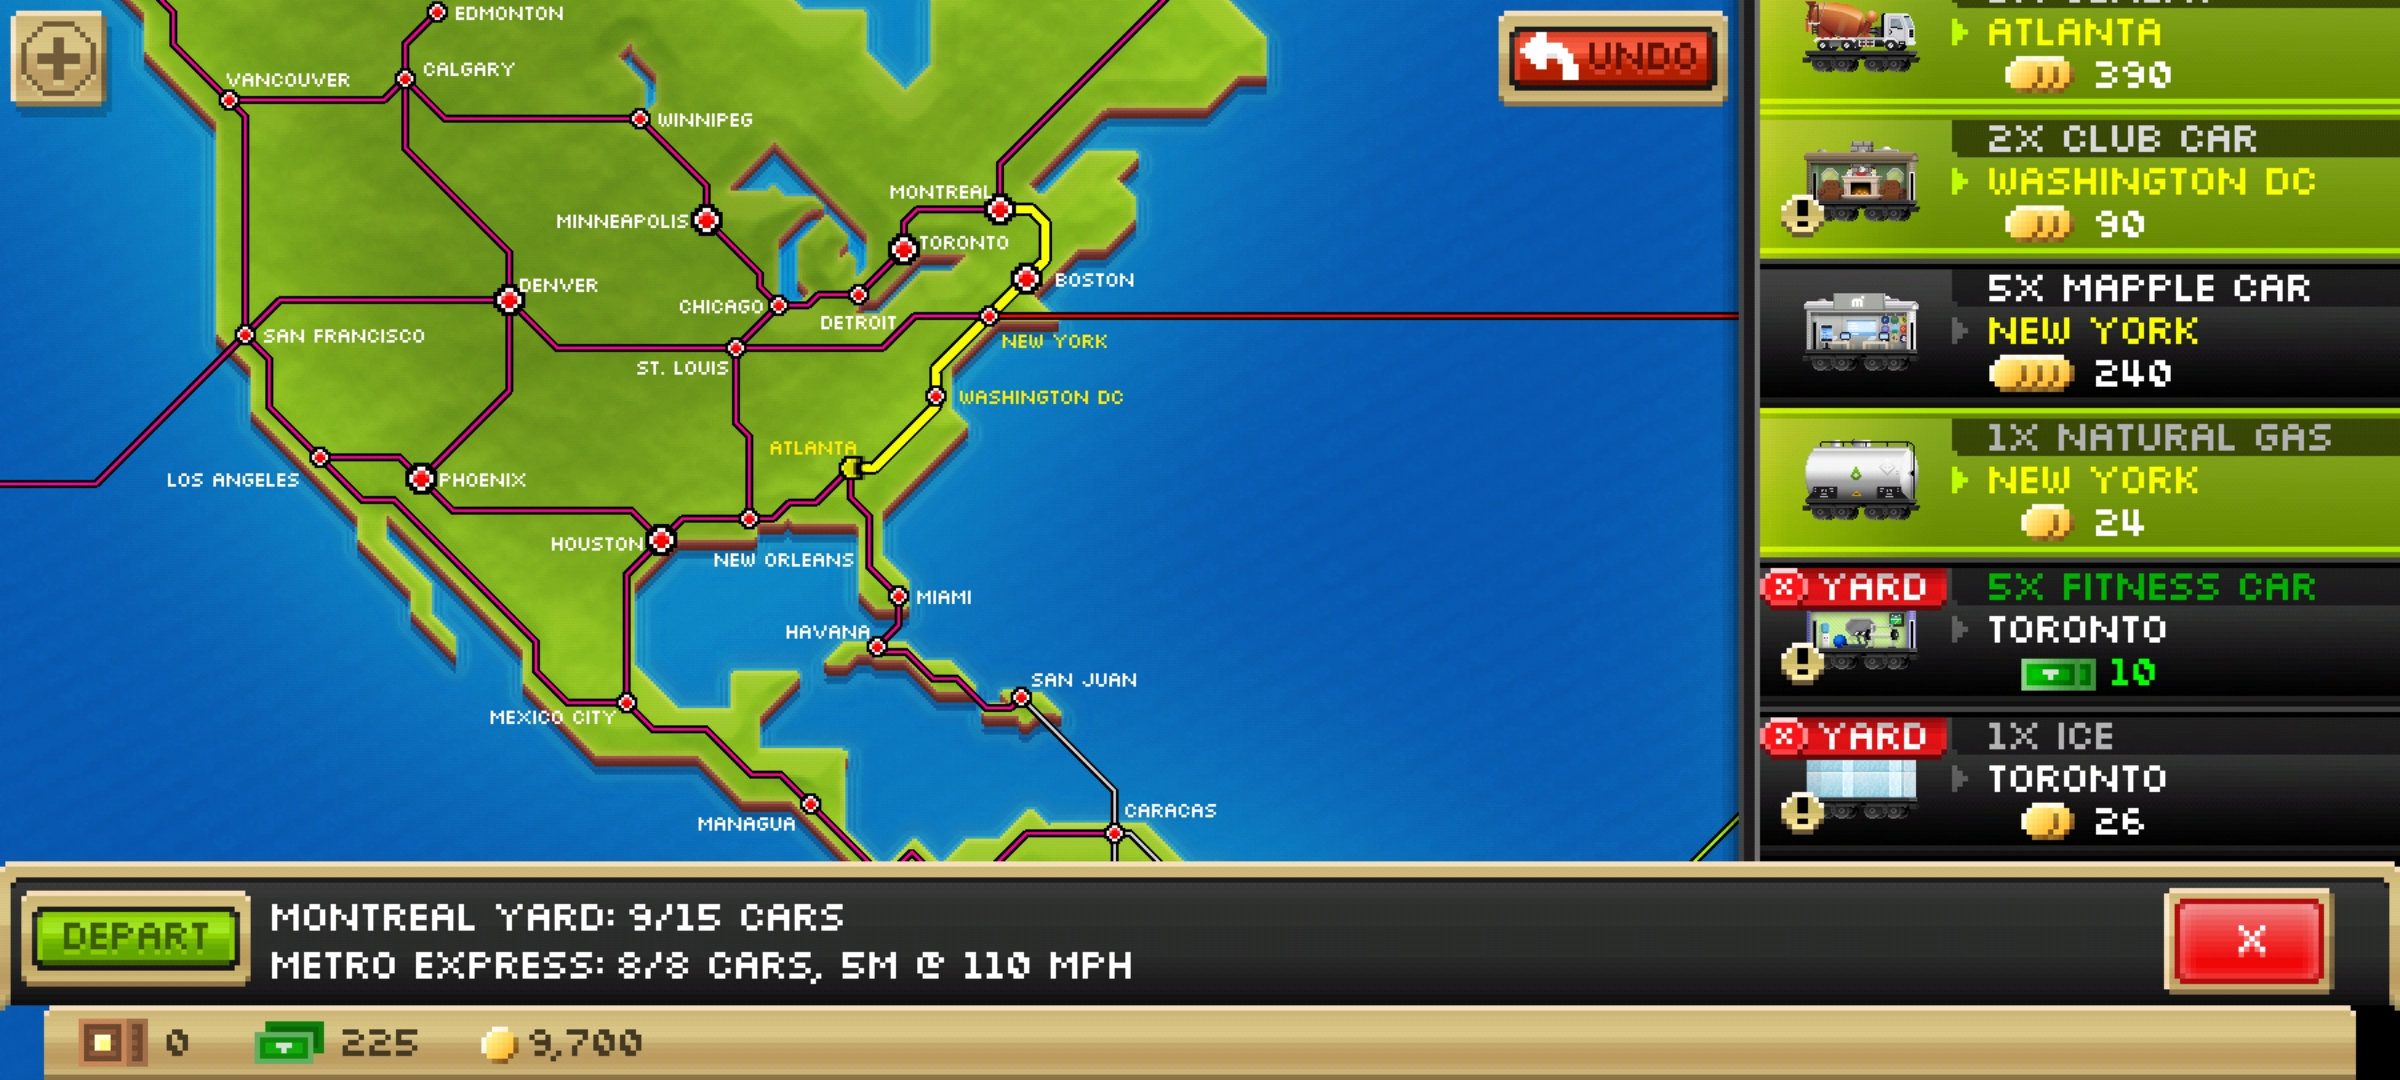 EDMONTON
CALGARY
VANCOUVER
WINNIPEG
MONTREAL
MINNEAPOLIS
TORONTO
BOSTON
DENVER
CHICAGO
DETROIT
SAN FRANCISCO
NEW YORK
ST. LOUIS
WASHINGTON DC
ATLANTA
LOS ANGELES
PHOENIX
HOUSTON
NEW ORLEANS
MIAMI
HAVANA
SAN JUAN
MEXICO CITY
CARACAS
MANAGUA
UNDO
ATLANTA
390
2X CLUB CAR
WASHINGTON DC
90
5X MAPPLE CAR
m
NEW YORK
240
1X NATURAL GAS
NEW YORK
24
X YARD
5X FITNESS CAR
TORONTO
10
X YARD
1X ICE
TORONTO
26
DEPART
MONTREAL YARD: 9/15 CARS
METRO EXPRESS: 8/8 CARS, 5M @ 110 MPH
X
0
225
9,700